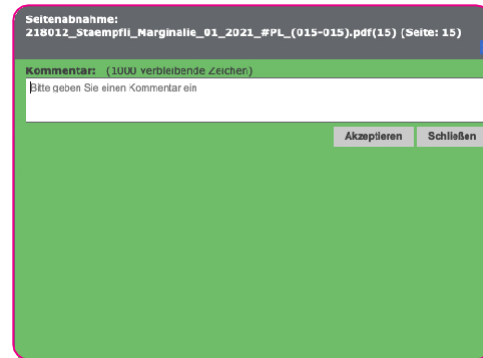 Seitenabnahme:
218012_Staempfli_Marginalie_01_2021_#PL_(015-015).pdf(15) (Seite: 15)
Kommentar: (1000 verbleibende Zeichen)
Bitte geben Sie einen Kommentar ein
Akzeptieren Schließen